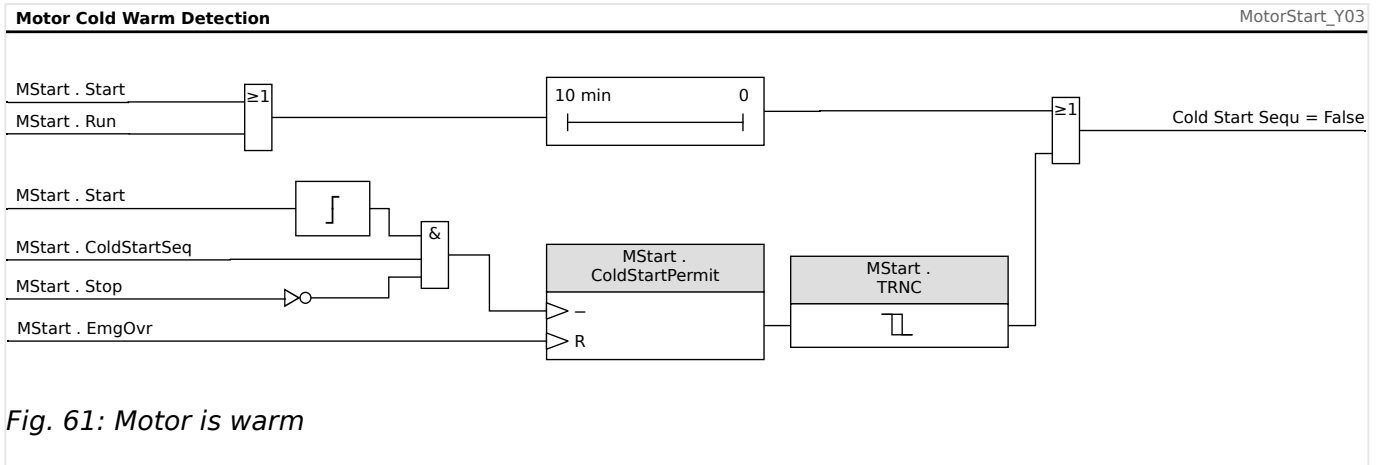 Motor Cold Warm Detection
MotorStart_Y03
MStart . Start
MStart . Run
≥1
10 min 0
≥1
Cold Start Sequ = False
MStart . Start
MStart . ColdStartSeq
MStart . Stop
MStart . EmgOvr
&
MStart .
ColdStartPermit
–
R
MStart .
TRNC
Fig. 61: Motor is warm